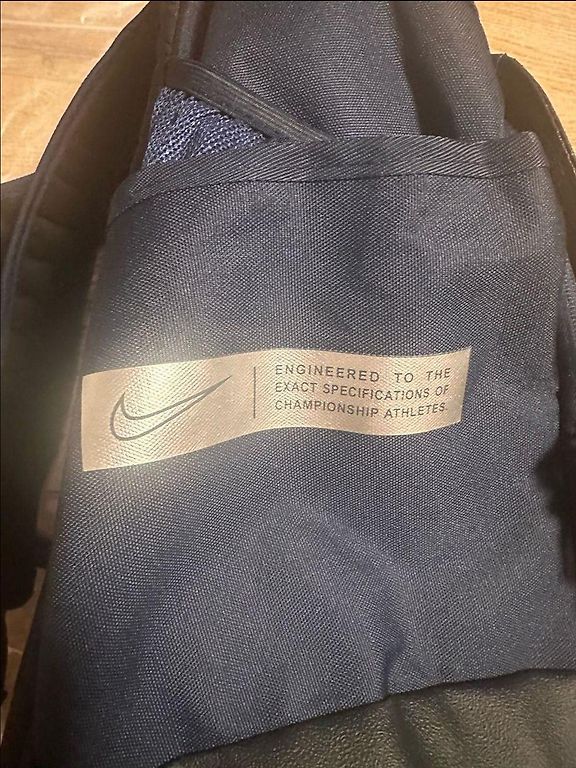 ENGINEERED TO THE
EXACT SPECIFICATIONS OF
CHAMPIONSHIP ATHLETES.